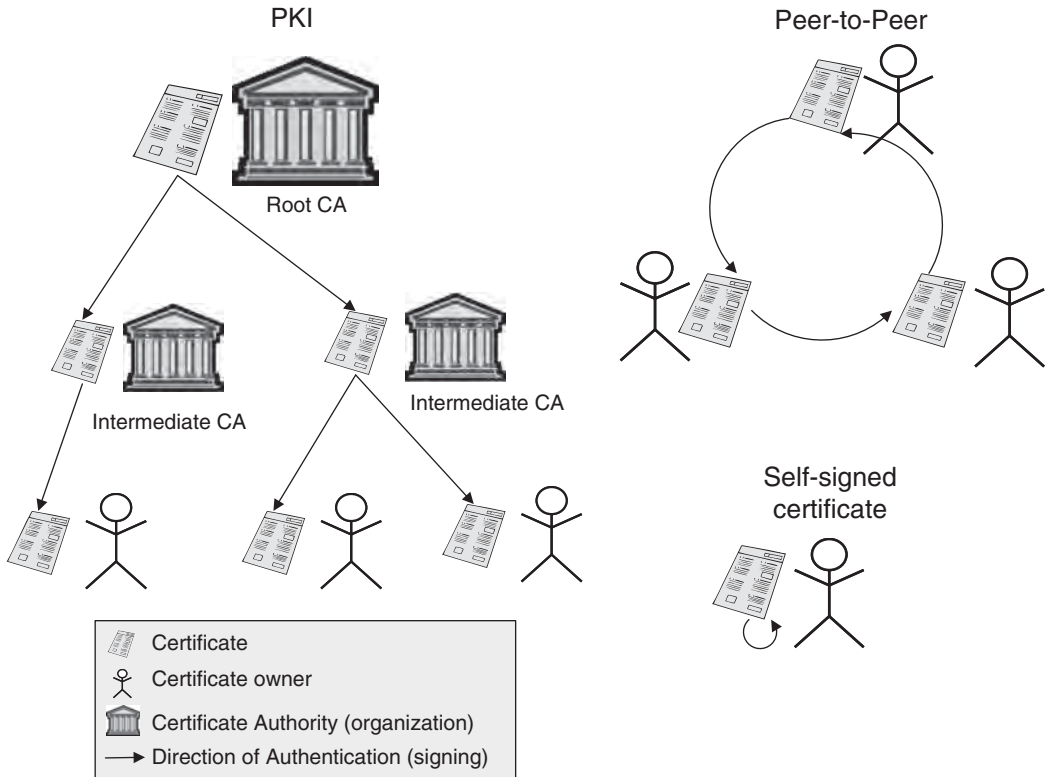 PKI
Peer-to-Peer
Root CA
Intermediate CA
Intermediate CA
Self-signed
certificate
Certificate
Certificate owner
Certificate Authority (organization)
Direction of Authentication (signing)